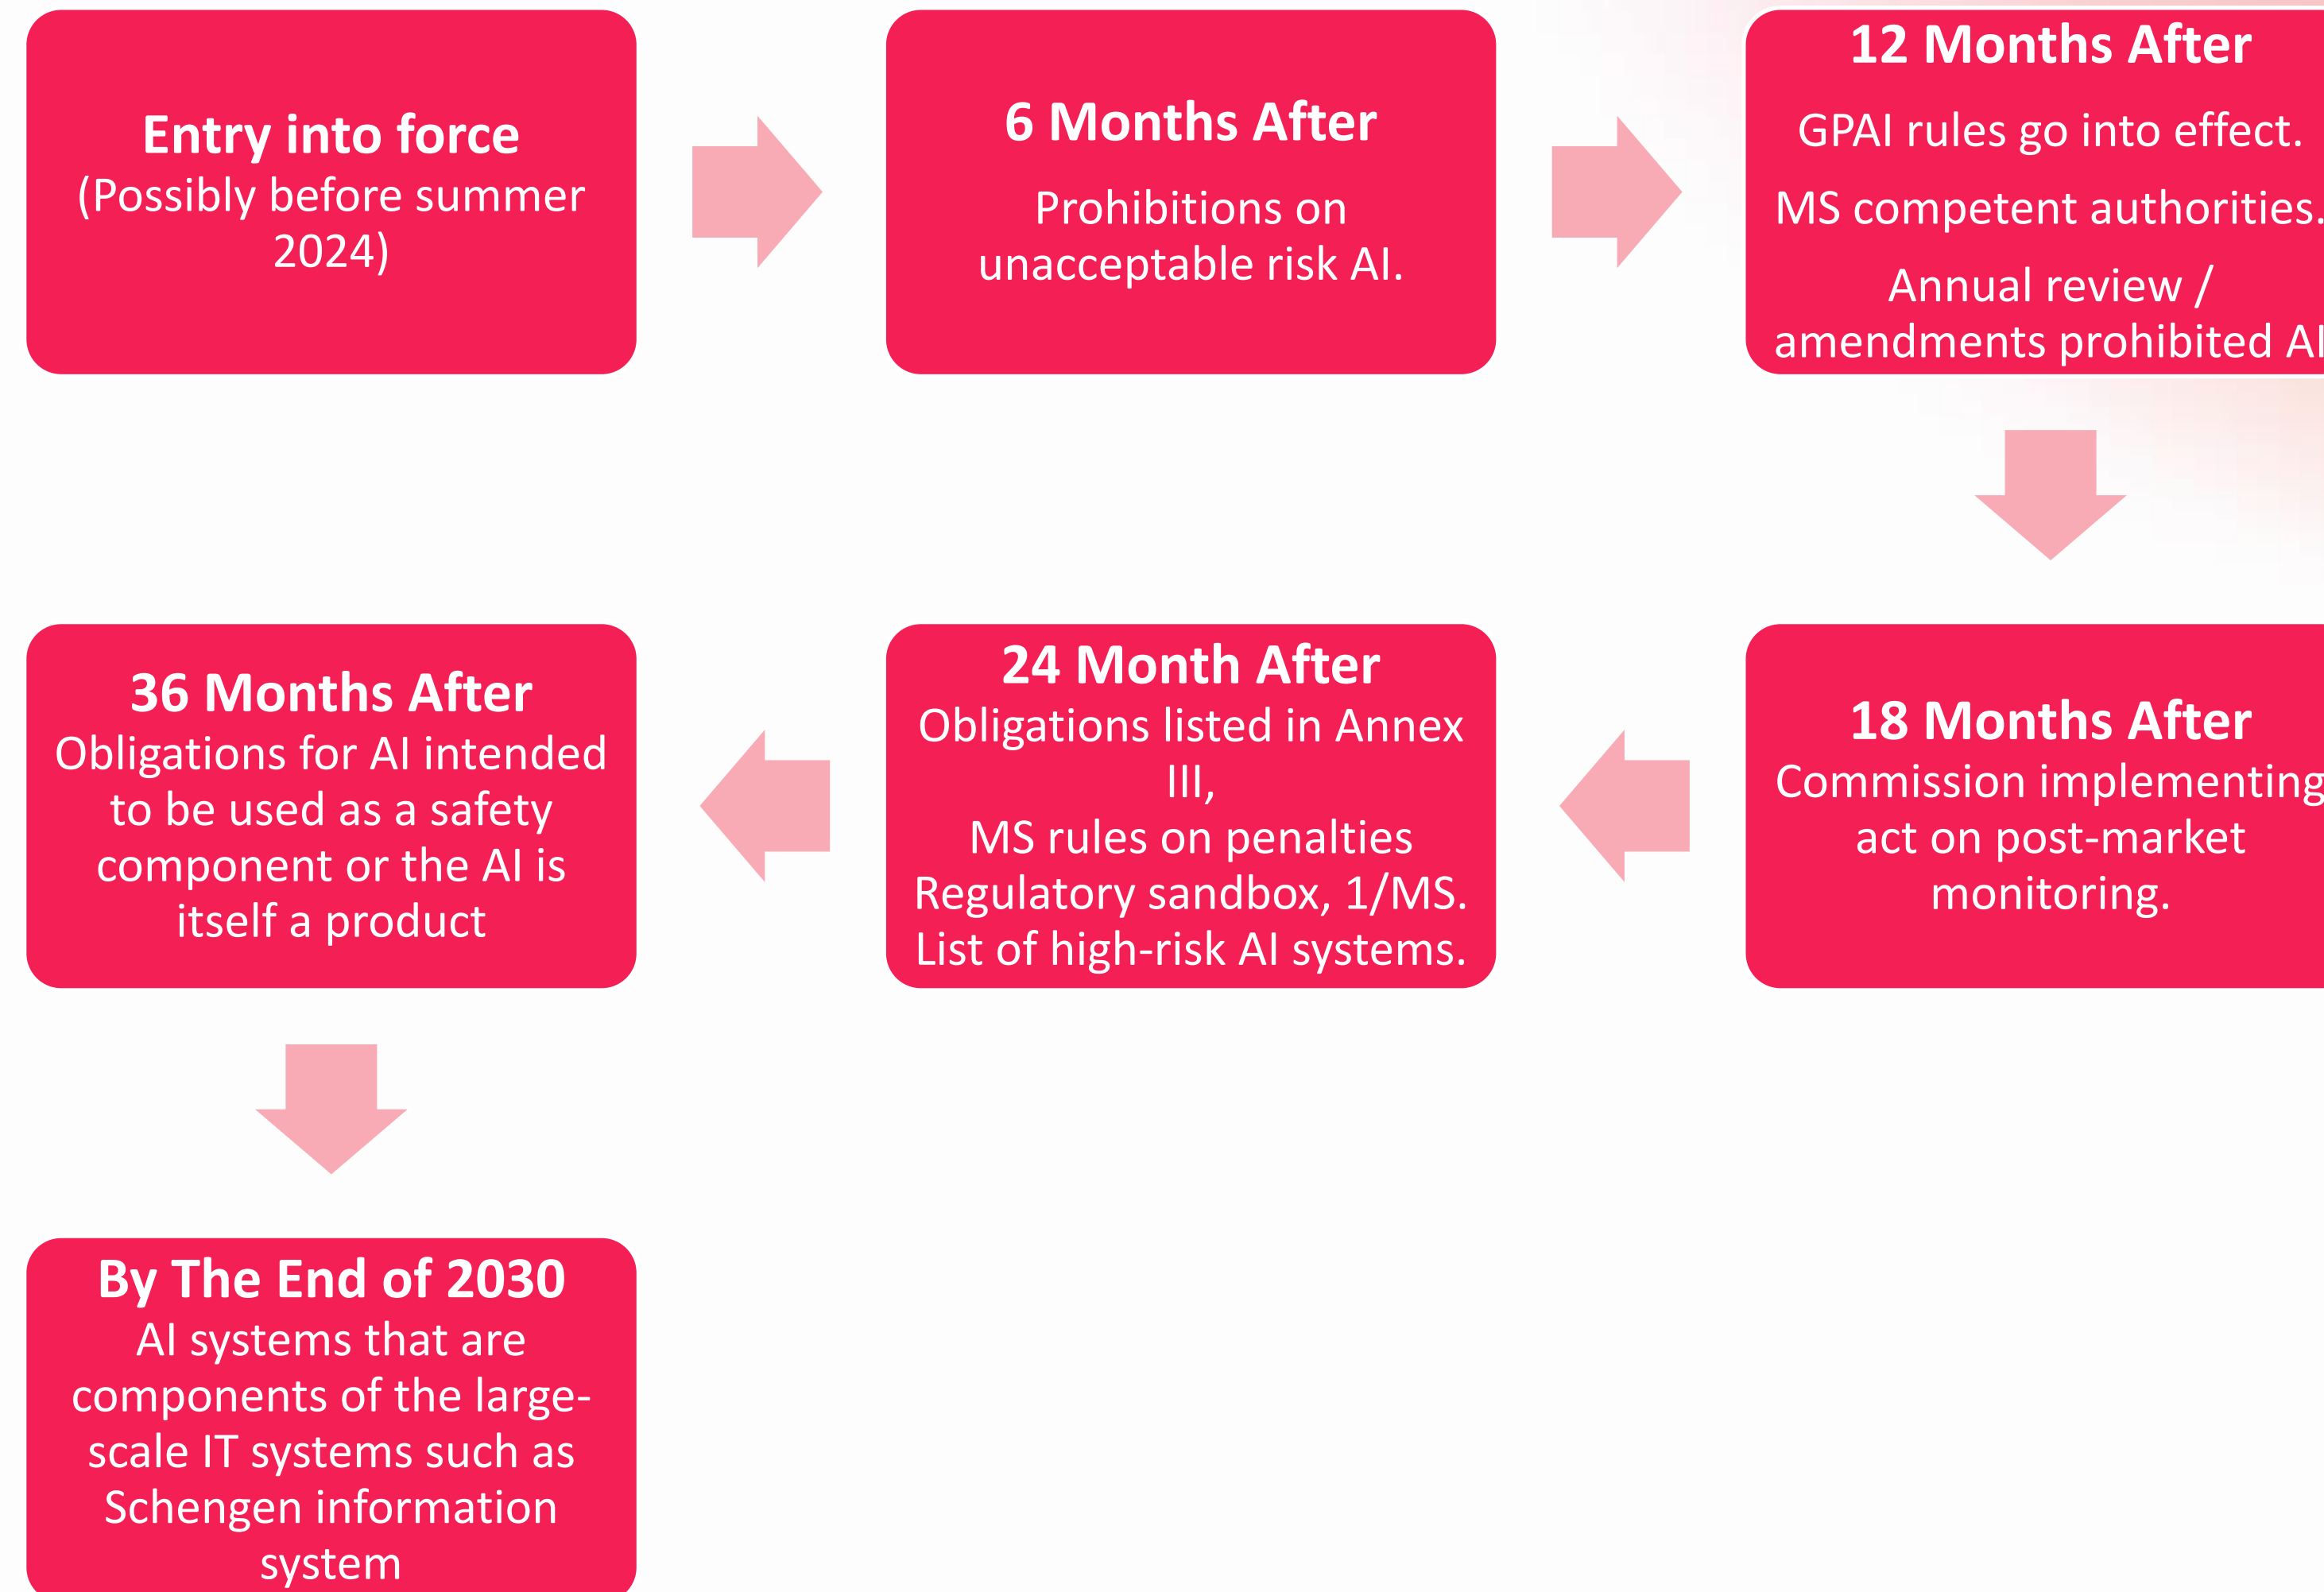 Entry into force
(Possibly before summer
2024)
6 Months After
Prohibitions on
unacceptable risk AI.
12 Months After
GPAI rules go into effect.
MS competent authorities.
Annual review /
amendments prohibited AI
18 Months After
Commission implementing
act on post-market
monitoring.
24 Month After
Obligations listed in Annex
III,
MS rules on penalties
Regulatory sandbox, 1/MS.
List of high-risk AI systems.
36 Months After
Obligations for AI intended
to be used as a safety
component or the AI is
itself a product
By The End of 2030
AI systems that are
components of the large-
scale IT systems such as
Schengen information
system